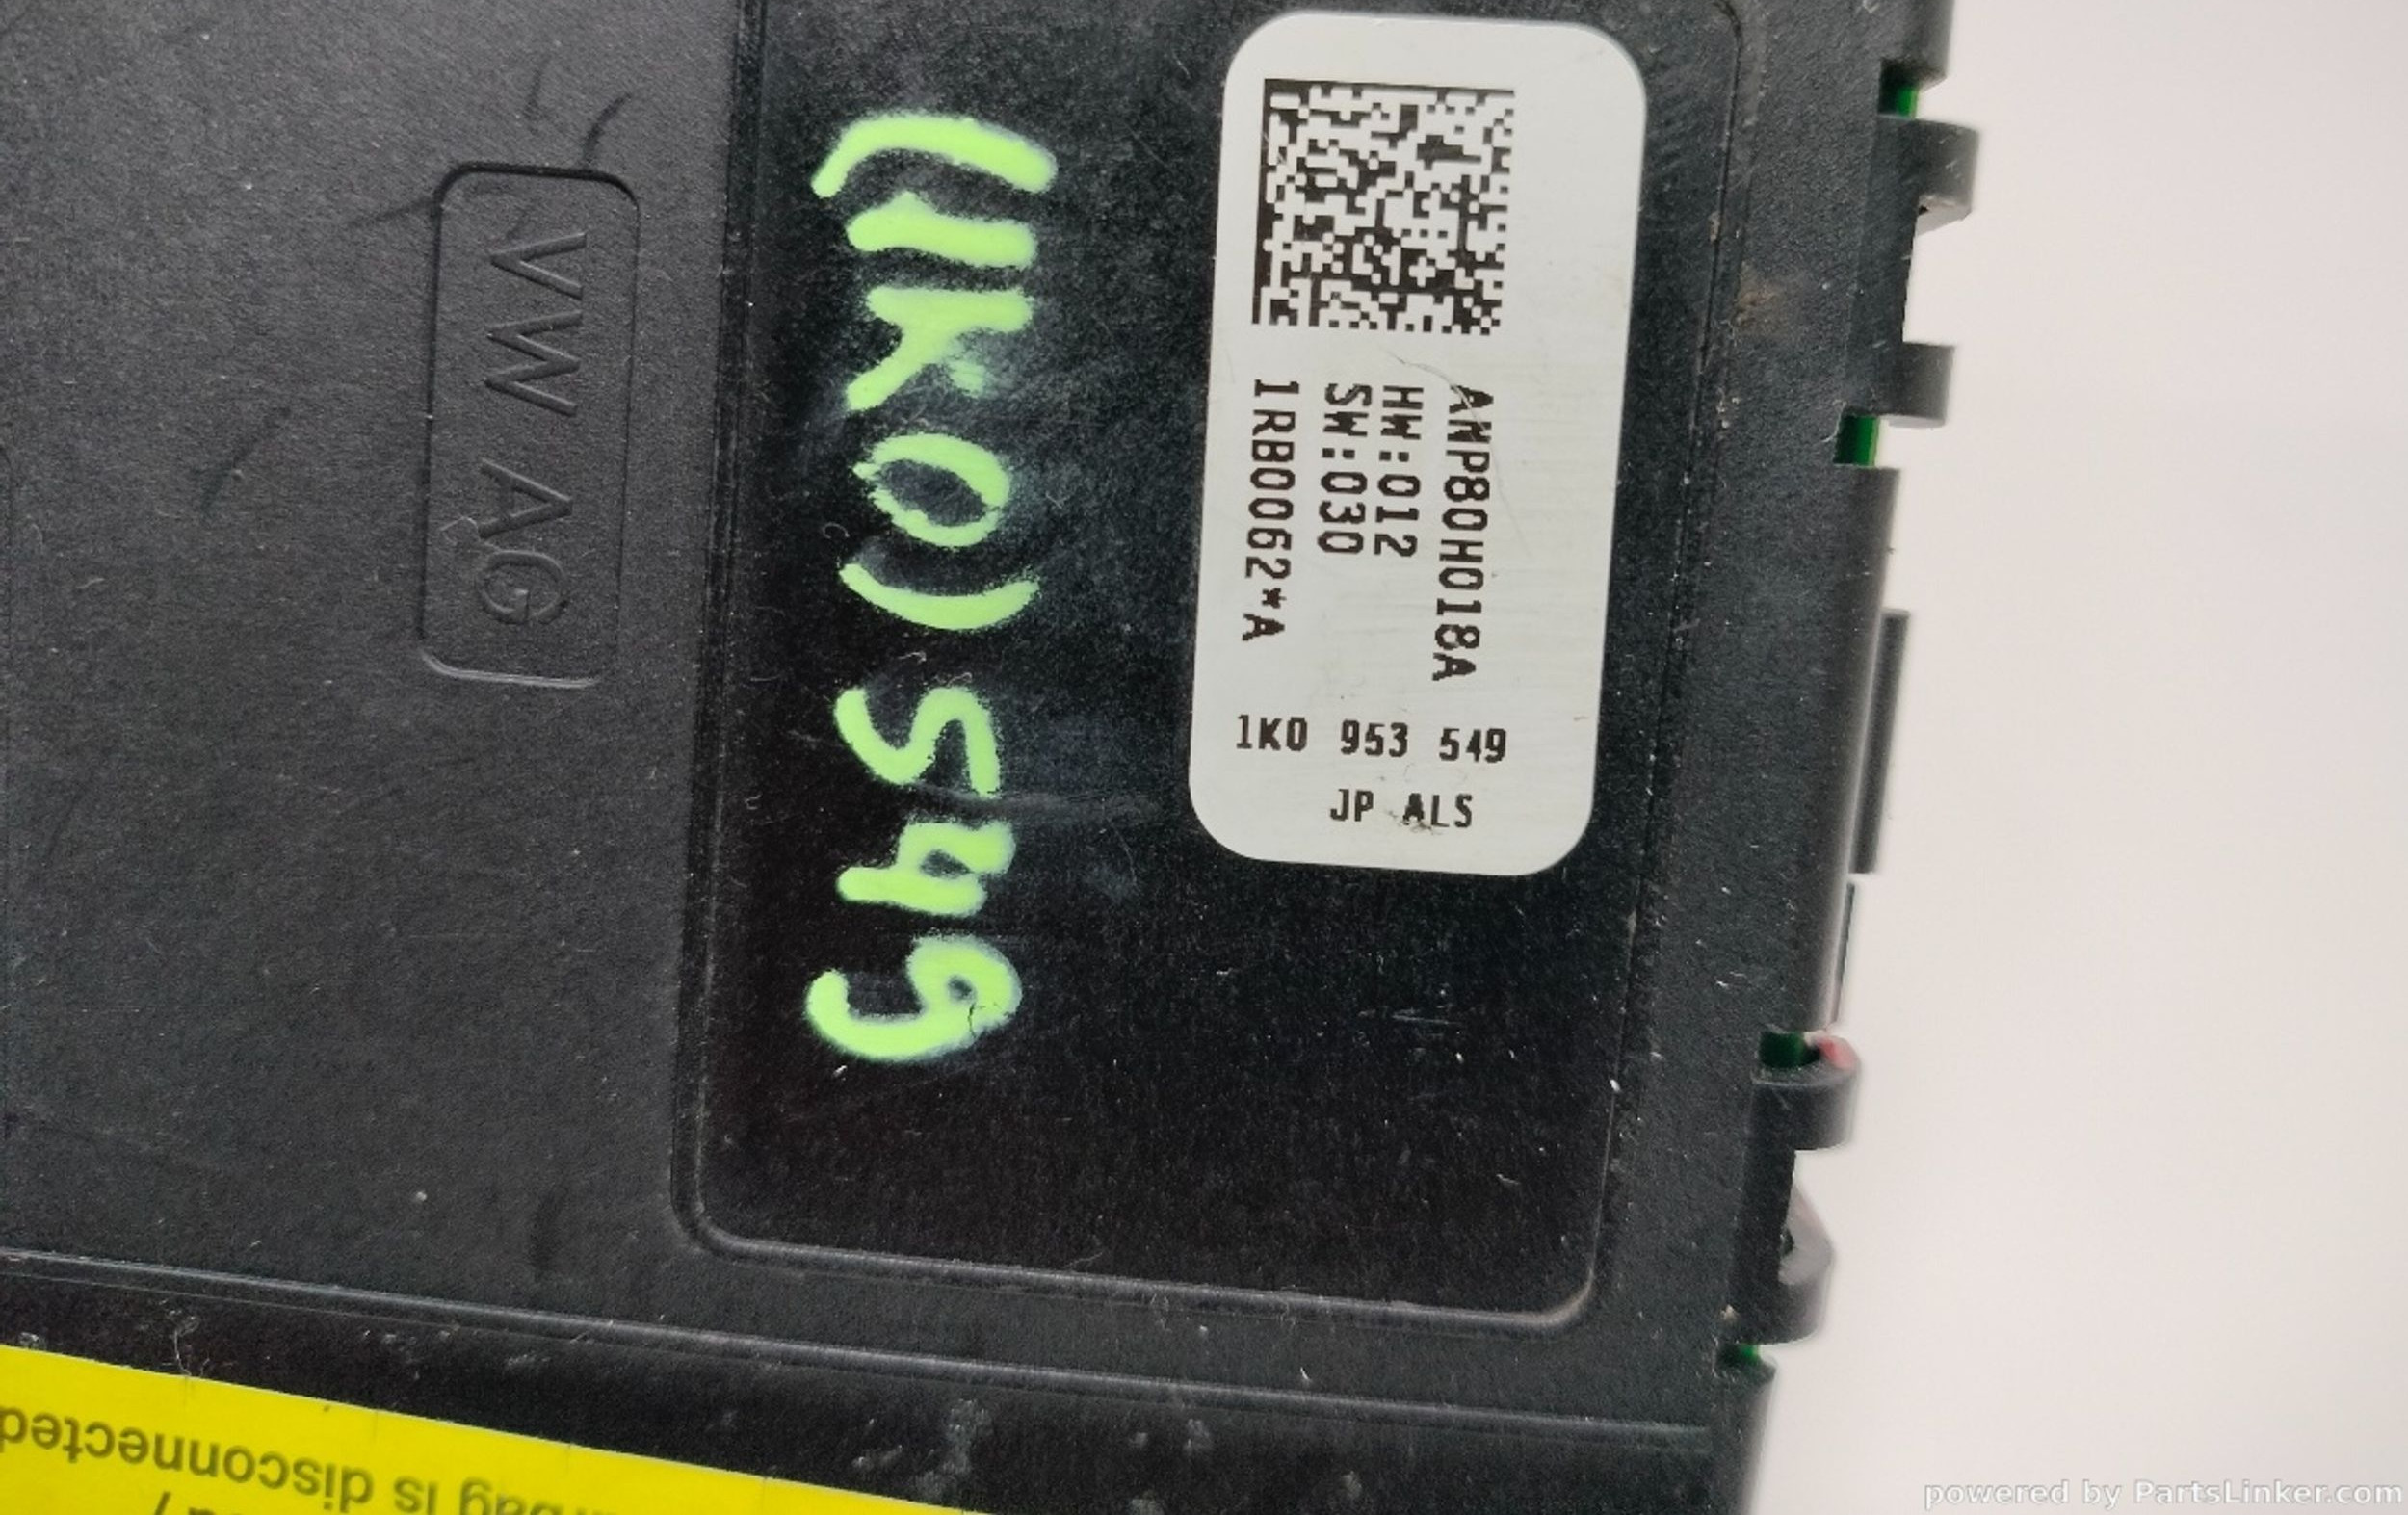 VW AG
(1K0) 549
ANP80H018A
HW:012
SW:030
1RB0062*A
1K0 953 549
JP ALS
is disconnected
powered by PartsLinker.com